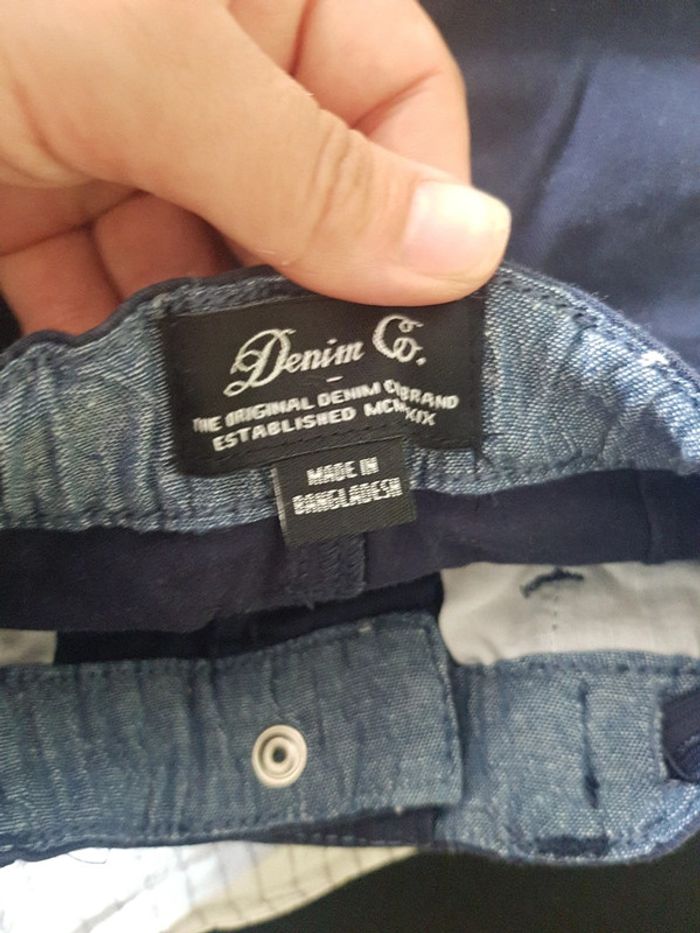 Denim Co.
THE ORIGINAL DENIM CO BRAND
ESTABLISHED MCMXIX
MADE IN
BANGLADESH